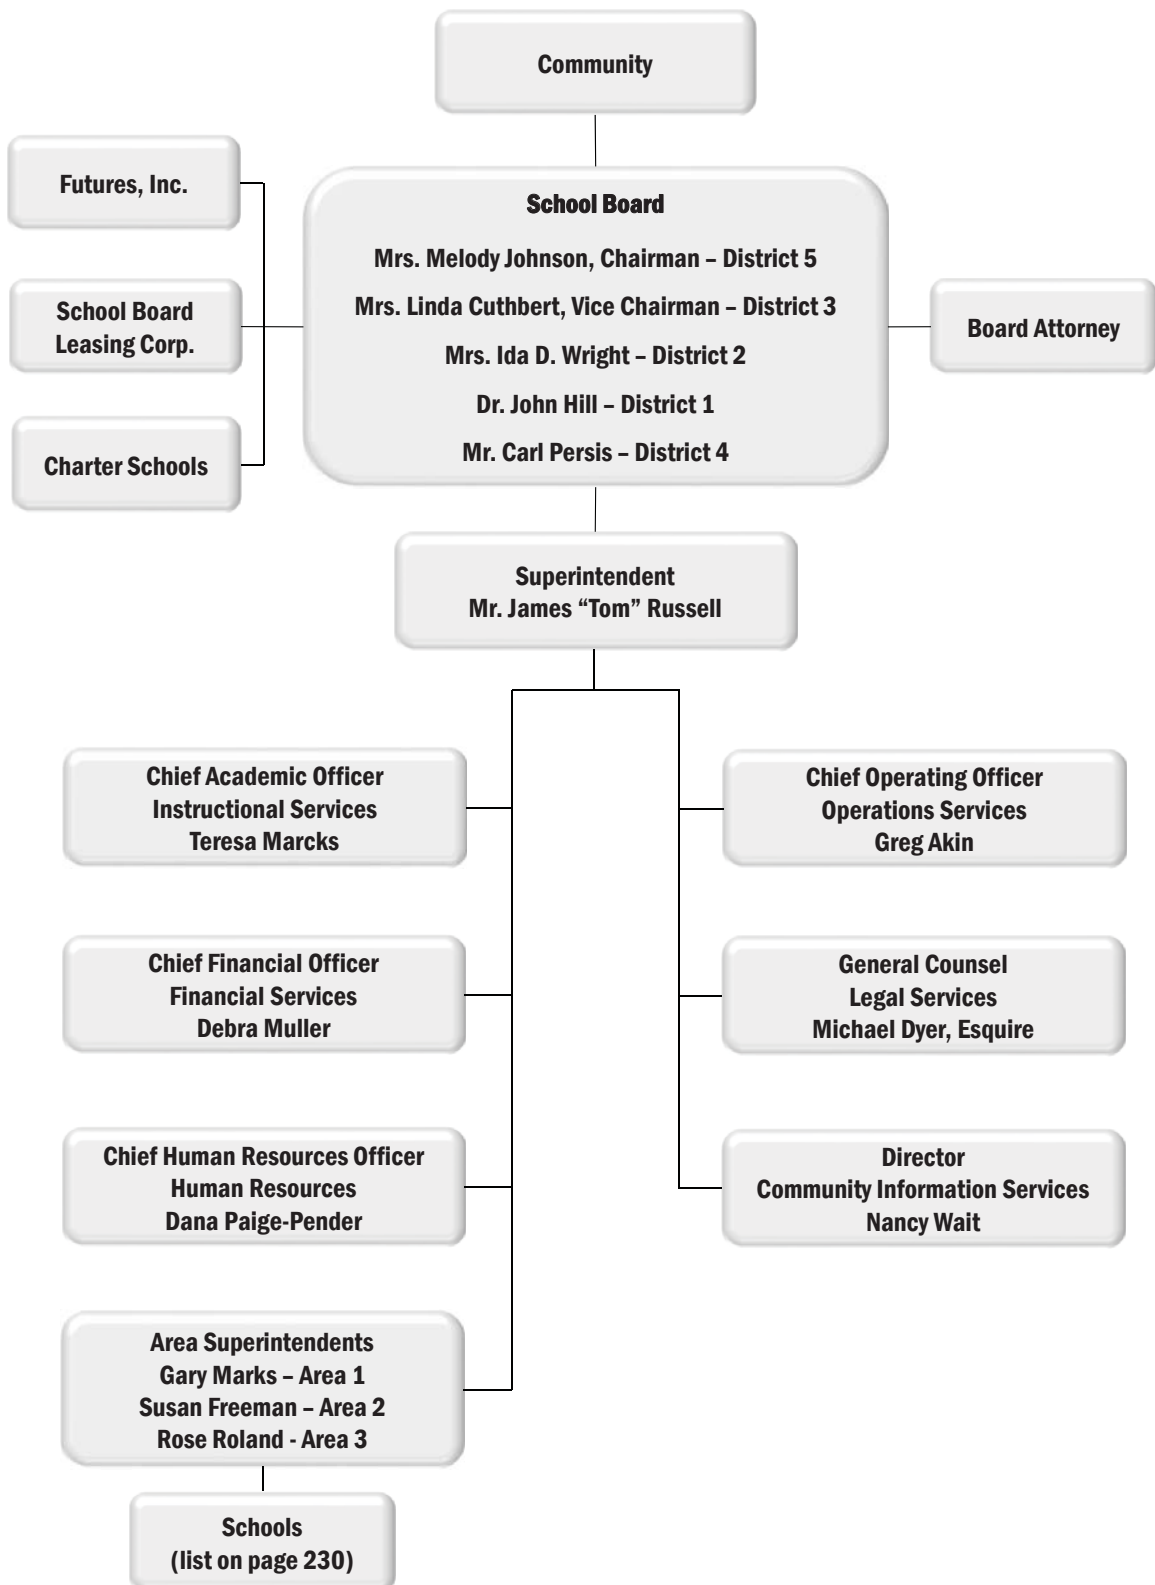 Community
Futures, Inc.
School Board
Leasing Corp.
Charter Schools
School Board
Mrs. Melody Johnson, Chairman – District 5
Mrs. Linda Cuthbert, Vice Chairman – District 3
Mrs. Ida D. Wright – District 2
Dr. John Hill – District 1
Mr. Carl Persis – District 4
Board Attorney
Superintendent
Mr. James “Tom” Russell
Chief Academic Officer
Instructional Services
Teresa Marcks
Chief Financial Officer
Financial Services
Debra Muller
Chief Human Resources Officer
Human Resources
Dana Paige-Pender
Area Superintendents
Gary Marks – Area 1
Susan Freeman – Area 2
Rose Roland - Area 3
Schools
(list on page 230)
Chief Operating Officer
Operations Services
Greg Akin
General Counsel
Legal Services
Michael Dyer, Esquire
Director
Community Information Services
Nancy Wait